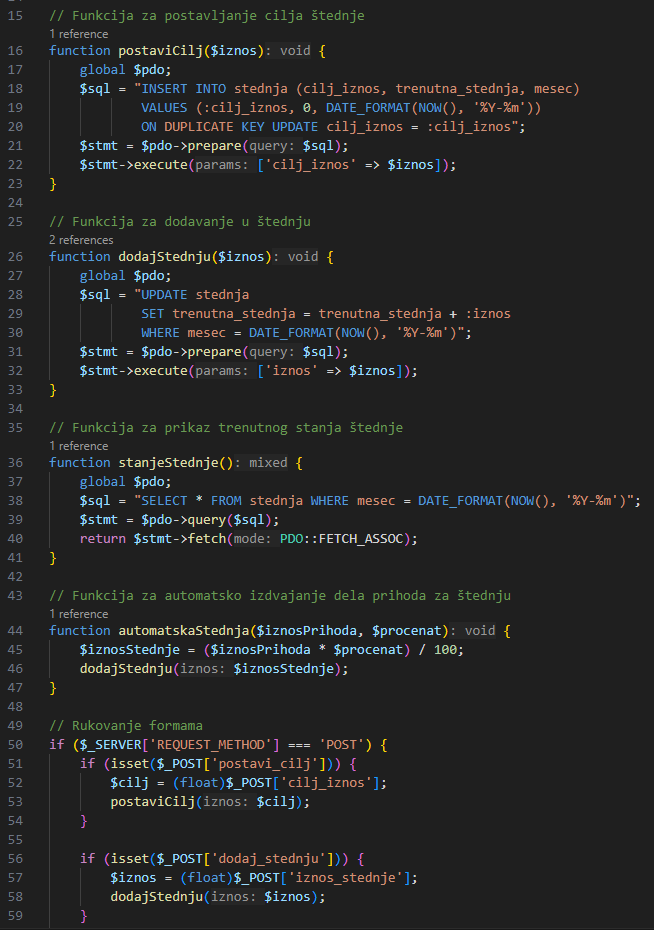 15 // Funkcija za postavljanje cilja štednje
1 reference
16 function postaviCilj($iznos): void {
17 global $pdo;
18 $sql = "INSERT INTO stednja (cilj_iznos, trenutna_stednja, mesec)
19 VALUES (:cilj_iznos, 0, DATE_FORMAT(NOW(), '%Y-%m'))
20 ON DUPLICATE KEY UPDATE cilj_iznos = :cilj_iznos";
21 $stmt = $pdo->prepare(query: $sql);
22 $stmt->execute(params: ['cilj_iznos' => $iznos]);
23 }
24
25 // Funkcija za dodavanje u štednju
2 references
26 function dodajStednju($iznos): void {
27 global $pdo;
28 $sql = "UPDATE stednja
29 SET trenutna_stednja = trenutna_stednja + :iznos
30 WHERE mesec = DATE_FORMAT(NOW(), '%Y-%m')";
31 $stmt = $pdo->prepare(query: $sql);
32 $stmt->execute(params: ['iznos' => $iznos]);
33 }
34
35 // Funkcija za prikaz trenutnog stanja štednje
1 reference
36 function stanjeStednje(): mixed {
37 global $pdo;
38 $sql = "SELECT * FROM stednja WHERE mesec = DATE_FORMAT(NOW(), '%Y-%m')";
39 $stmt = $pdo->query($sql);
40 return $stmt->fetch(mode: PDO::FETCH_ASSOC);
41 }
42
43 // Funkcija za automatsko izdvajanje dela prihoda za štednju
1 reference
44 function automatskaStednja($iznosPrihoda, $procenat): void {
45 $iznosStednje = ($iznosPrihoda * $procenat) / 100;
46 dodajStednju(iznos: $iznosStednje);
47 }
48
49 // Rukovanje formama
50 if ($_SERVER['REQUEST_METHOD'] === 'POST') {
51 if (isset($_POST['postavi_cilj'])) {
52 $cilj = (float)$_POST['cilj_iznos'];
53 postaviCilj(iznos: $cilj);
54 }
55
56 if (isset($_POST['dodaj_stednju'])) {
57 $iznos = (float)$_POST['iznos_stednje'];
58 dodajStednju(iznos: $iznos);
59 }